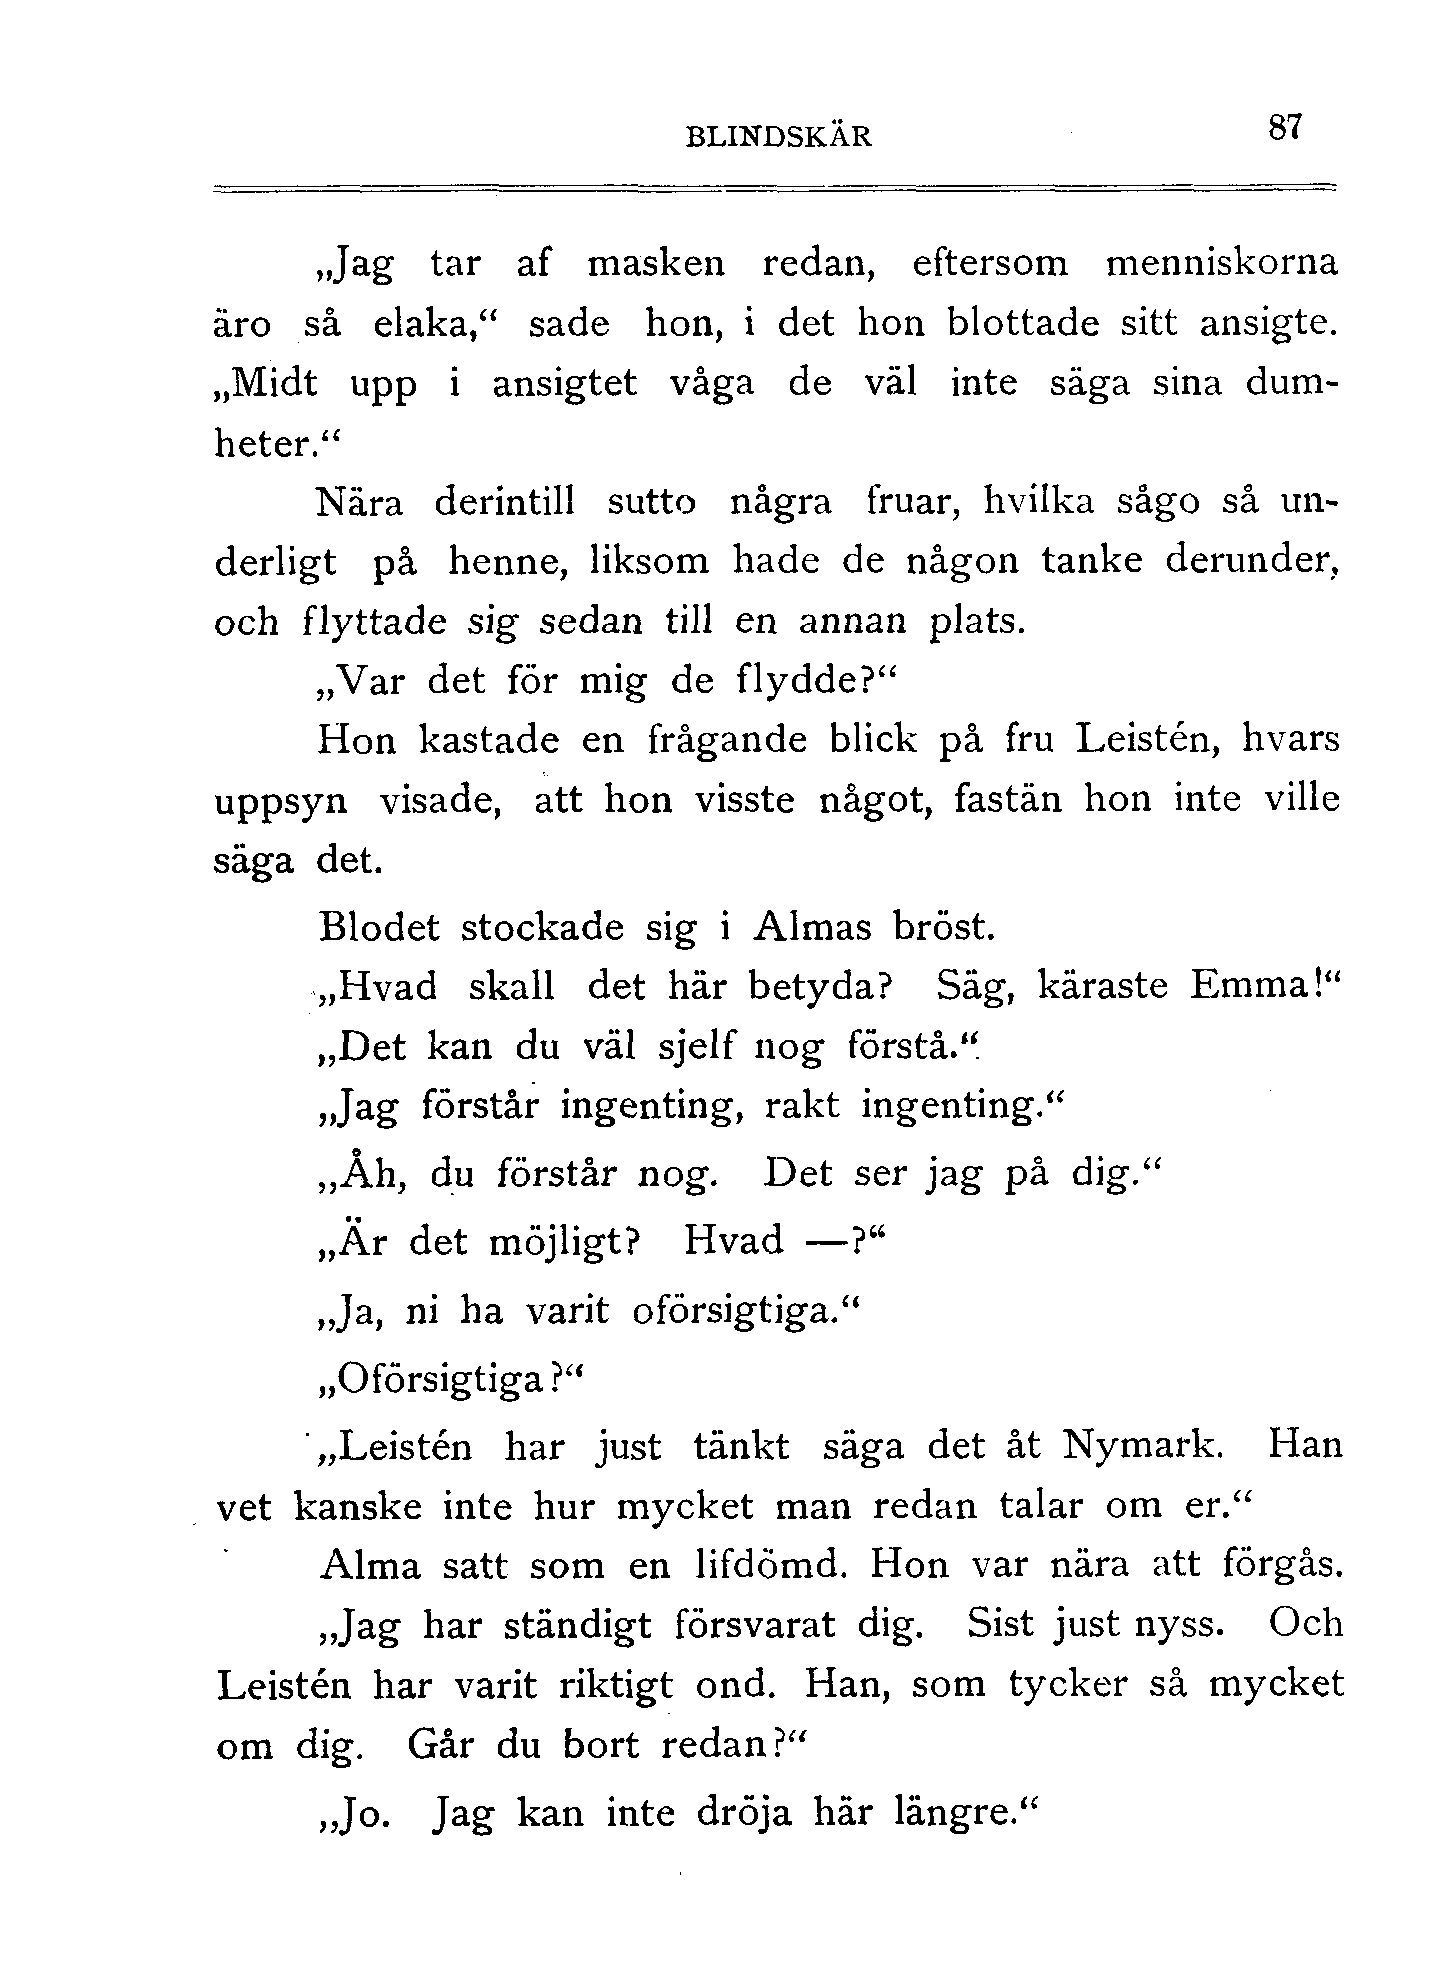 BLINDSKÄR 87
„Jag tar af masken redan, eftersom menniskorna
äro så elaka,“ sade hon, i det hon blottade sitt ansigte.
„Midt upp i ansigtet våga de väl inte säga sina dum-
heter.“
Nära derintill sutto några fruar, hvilka sågo så un-
derligt på henne, liksom hade de någon tanke derunder,
och flyttade sig sedan till en annan plats.
„Var det för mig de flydde?“
Hon kastade en frågande blick på fru Leistén, hvars
uppsyn visade, att hon visste något, fastän hon inte ville
säga det.
Blodet stockade sig i Almas bröst.
„Hvad skall det här betyda? Säg, käraste Emma!“
„Det kan du väl sjelf nog förstå.“
„Jag förstår ingenting, rakt ingenting.“
„Åh, du förstår nog. Det ser jag på dig.“
„Är det möjligt? Hvad —?“
„Ja, ni ha varit oförsigtiga.“
„Oförsigtiga?“
„Leistén har just tänkt säga det åt Nymark. Han
vet kanske inte hur mycket man redan talar om er.“
Alma satt som en lifdömd. Hon var nära att förgås.
„Jag har ständigt försvarat dig. Sist just nyss. Och
Leistén har varit riktigt ond. Han, som tycker så mycket
om dig. Går du bort redan?“
„Jo. Jag kan inte dröja här längre.“